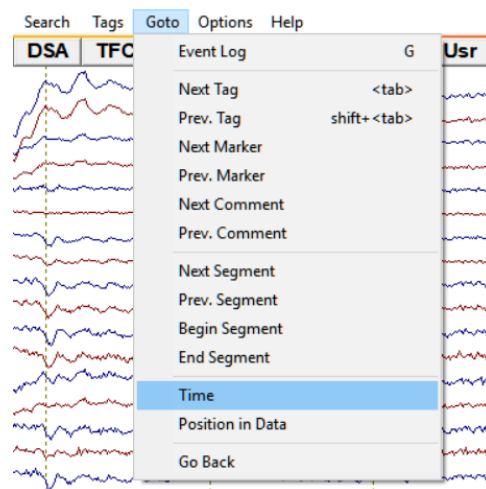 Search Tags Goto Options Help
DSA TFC Usr
Event Log G
Next Tag <tab>
Prev. Tag shift+<tab>
Next Marker
Prev. Marker
Next Comment
Prev. Comment
Next Segment
Prev. Segment
Begin Segment
End Segment
Time
Position in Data
Go Back